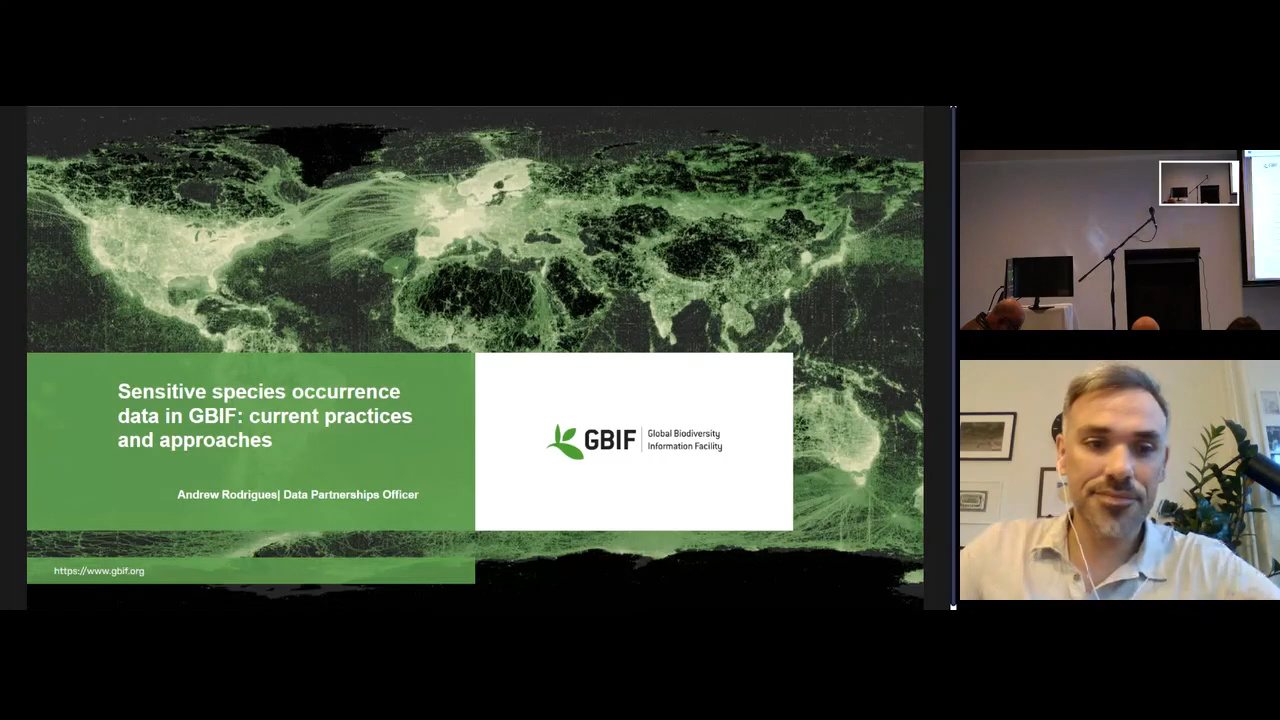 Sensitive species occurrence
data in GBIF: current practices
and approaches
Andrew Rodrigues| Data Partnerships Officer
GBIF
Global Biodiversity
Information Facility
https://www.gbif.org